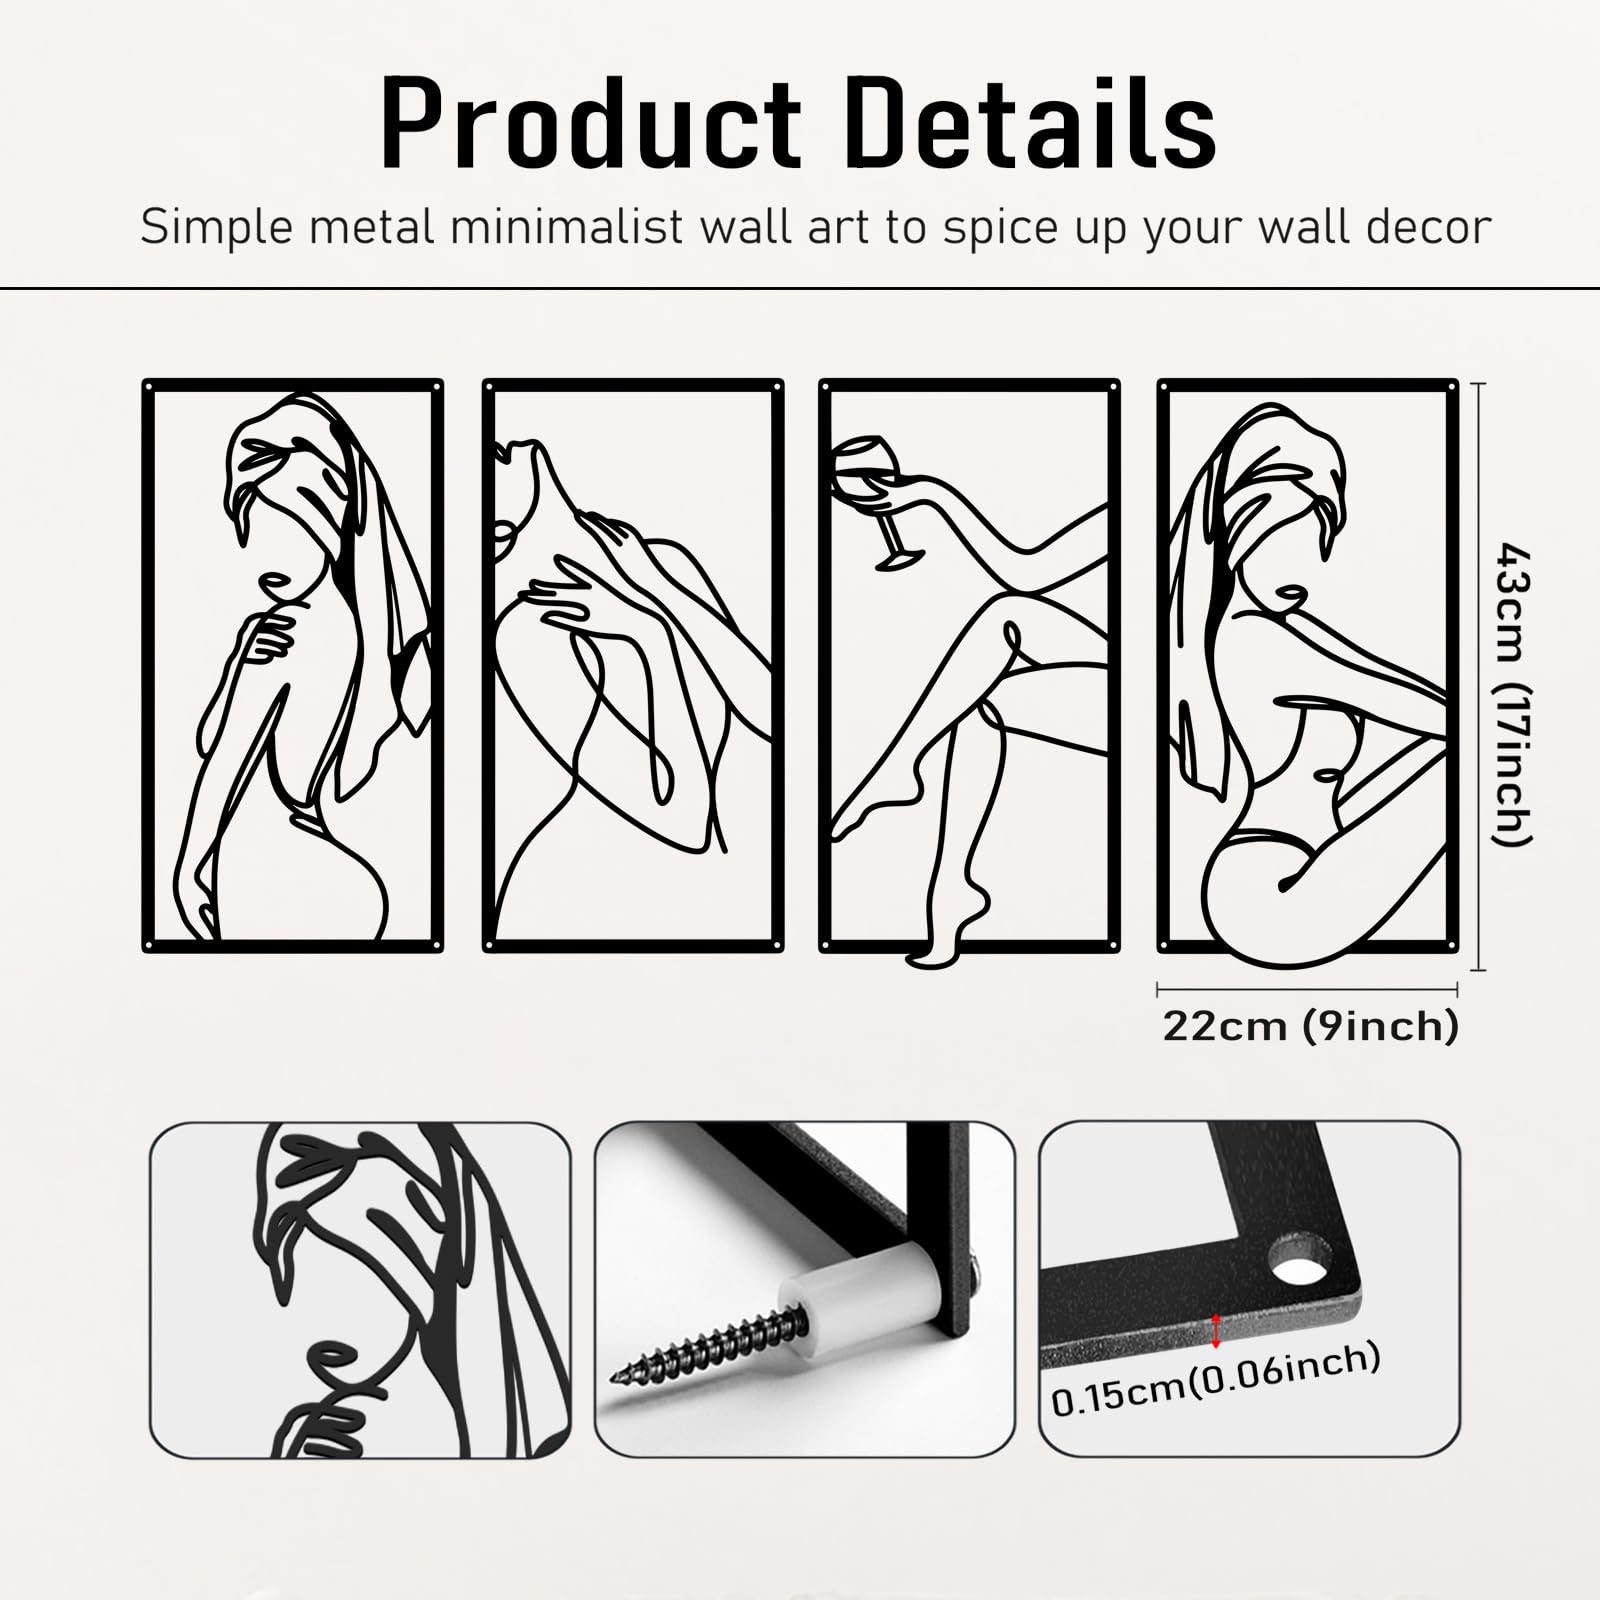 Product Details
Simple metal minimalist wall art to spice up your wall decor
43cm (17inch)
22cm (9inch)
0.15cm(0.06inch)